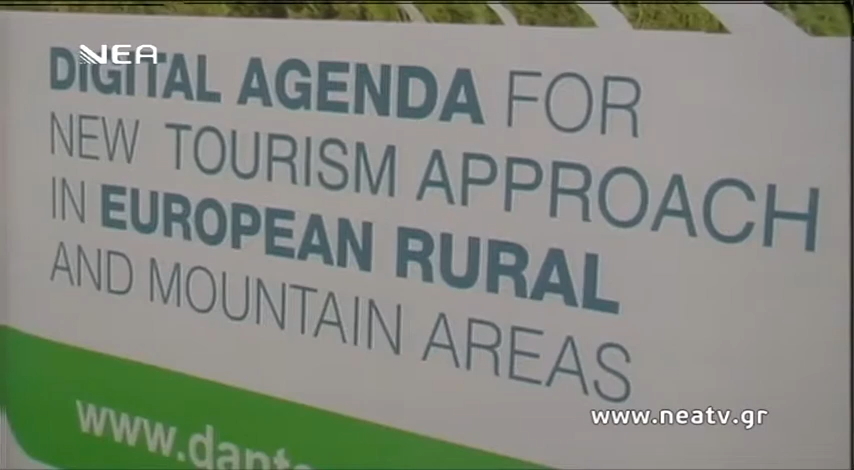 NEA
DIGITAL AGENDA FOR
NEW TOURISM APPROACH
IN EUROPEAN RURAL
AND MOUNTAIN AREAS
www.neatv.gr